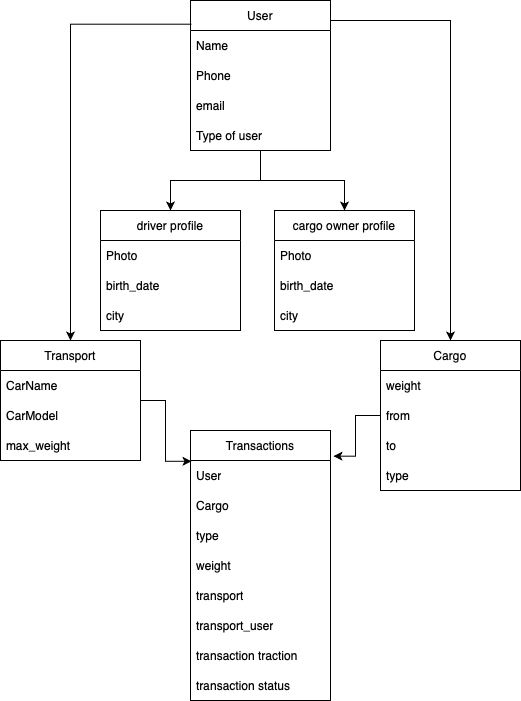 User
Name
Phone
email
Type of user
driver profile
Photo
birth_date
city
cargo owner profile
Photo
birth_date
city
Transport
CarName
CarModel
max_weight
Cargo
weight
from
to
type
Transactions
User
Cargo
type
weight
transport
transport_user
transaction traction
transaction status